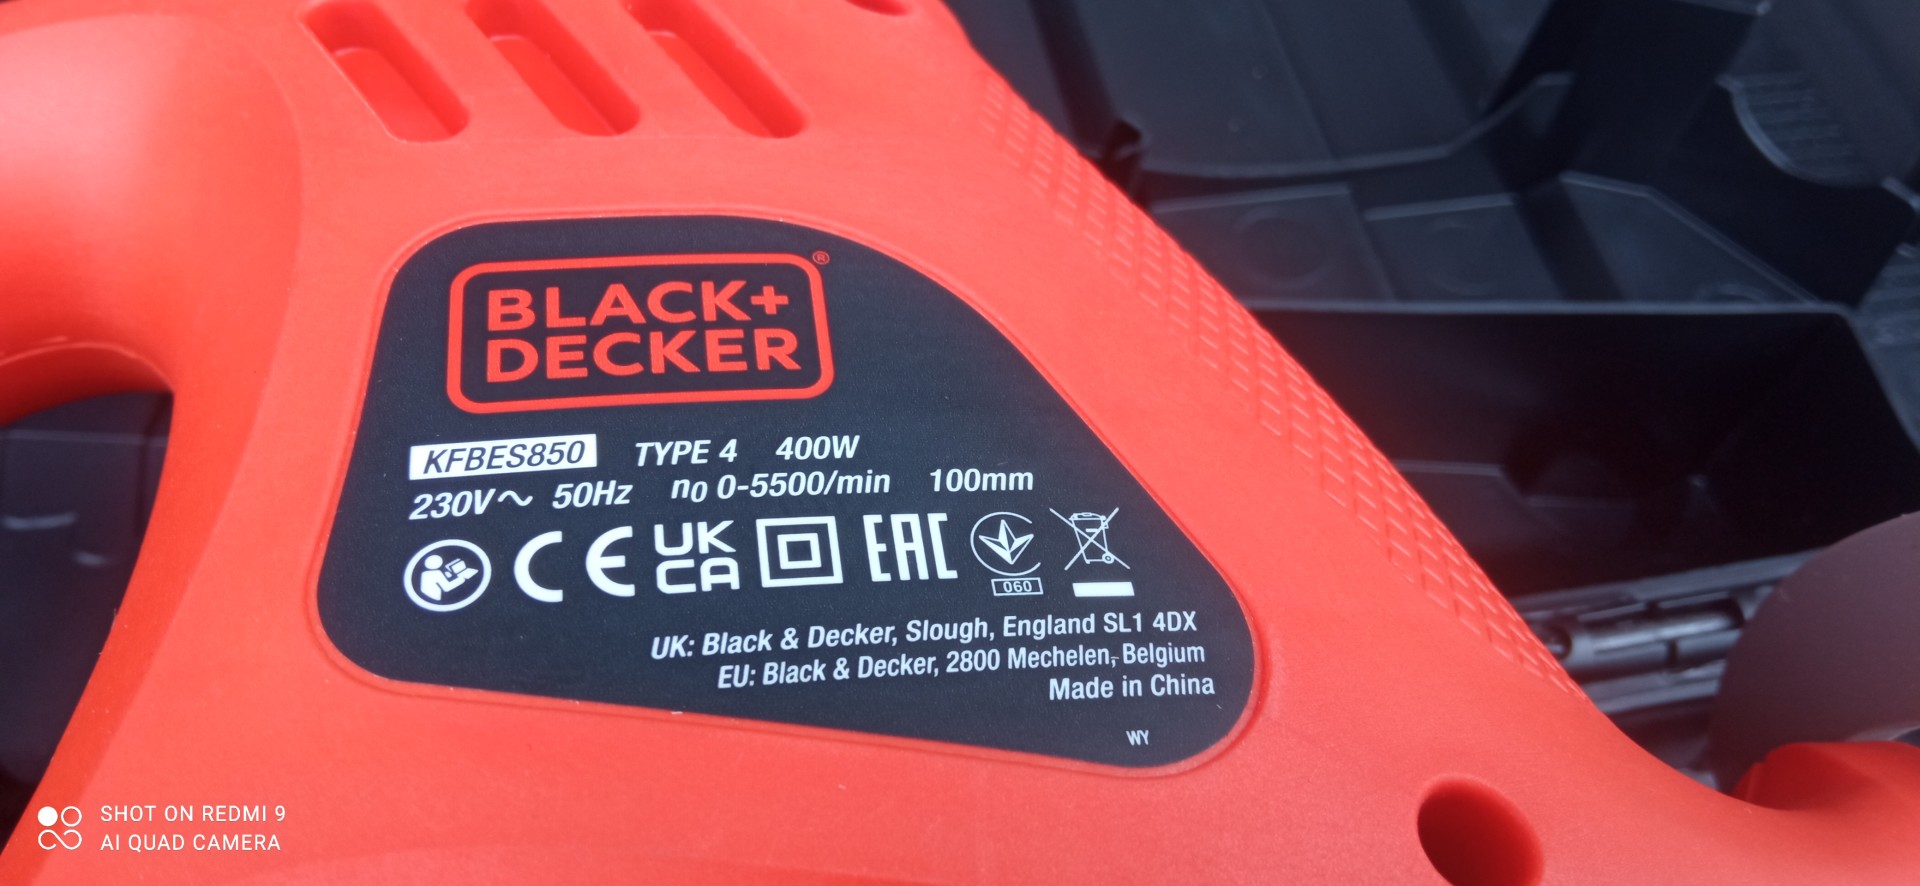 BLACK+
DECKER®
KFBES850 TYPE 4 400W
230V~ 50Hz n0 0-5500/min 100mm
CE UK CA EAC 060
UK: Black & Decker, Slough, England SL1 4DX
EU: Black & Decker, 2800 Mechelen, Belgium
Made in China
WY
SHOT ON REDMI 9
AI QUAD CAMERA